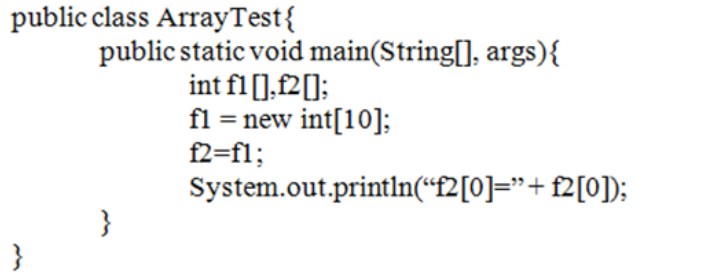 public class ArrayTest{
public static void main(String[], args){
int f1[],f2[];
f1 = new int[10];
f2=f1;
System.out.println(“f2[0]=”+ f2[0]);
}
}